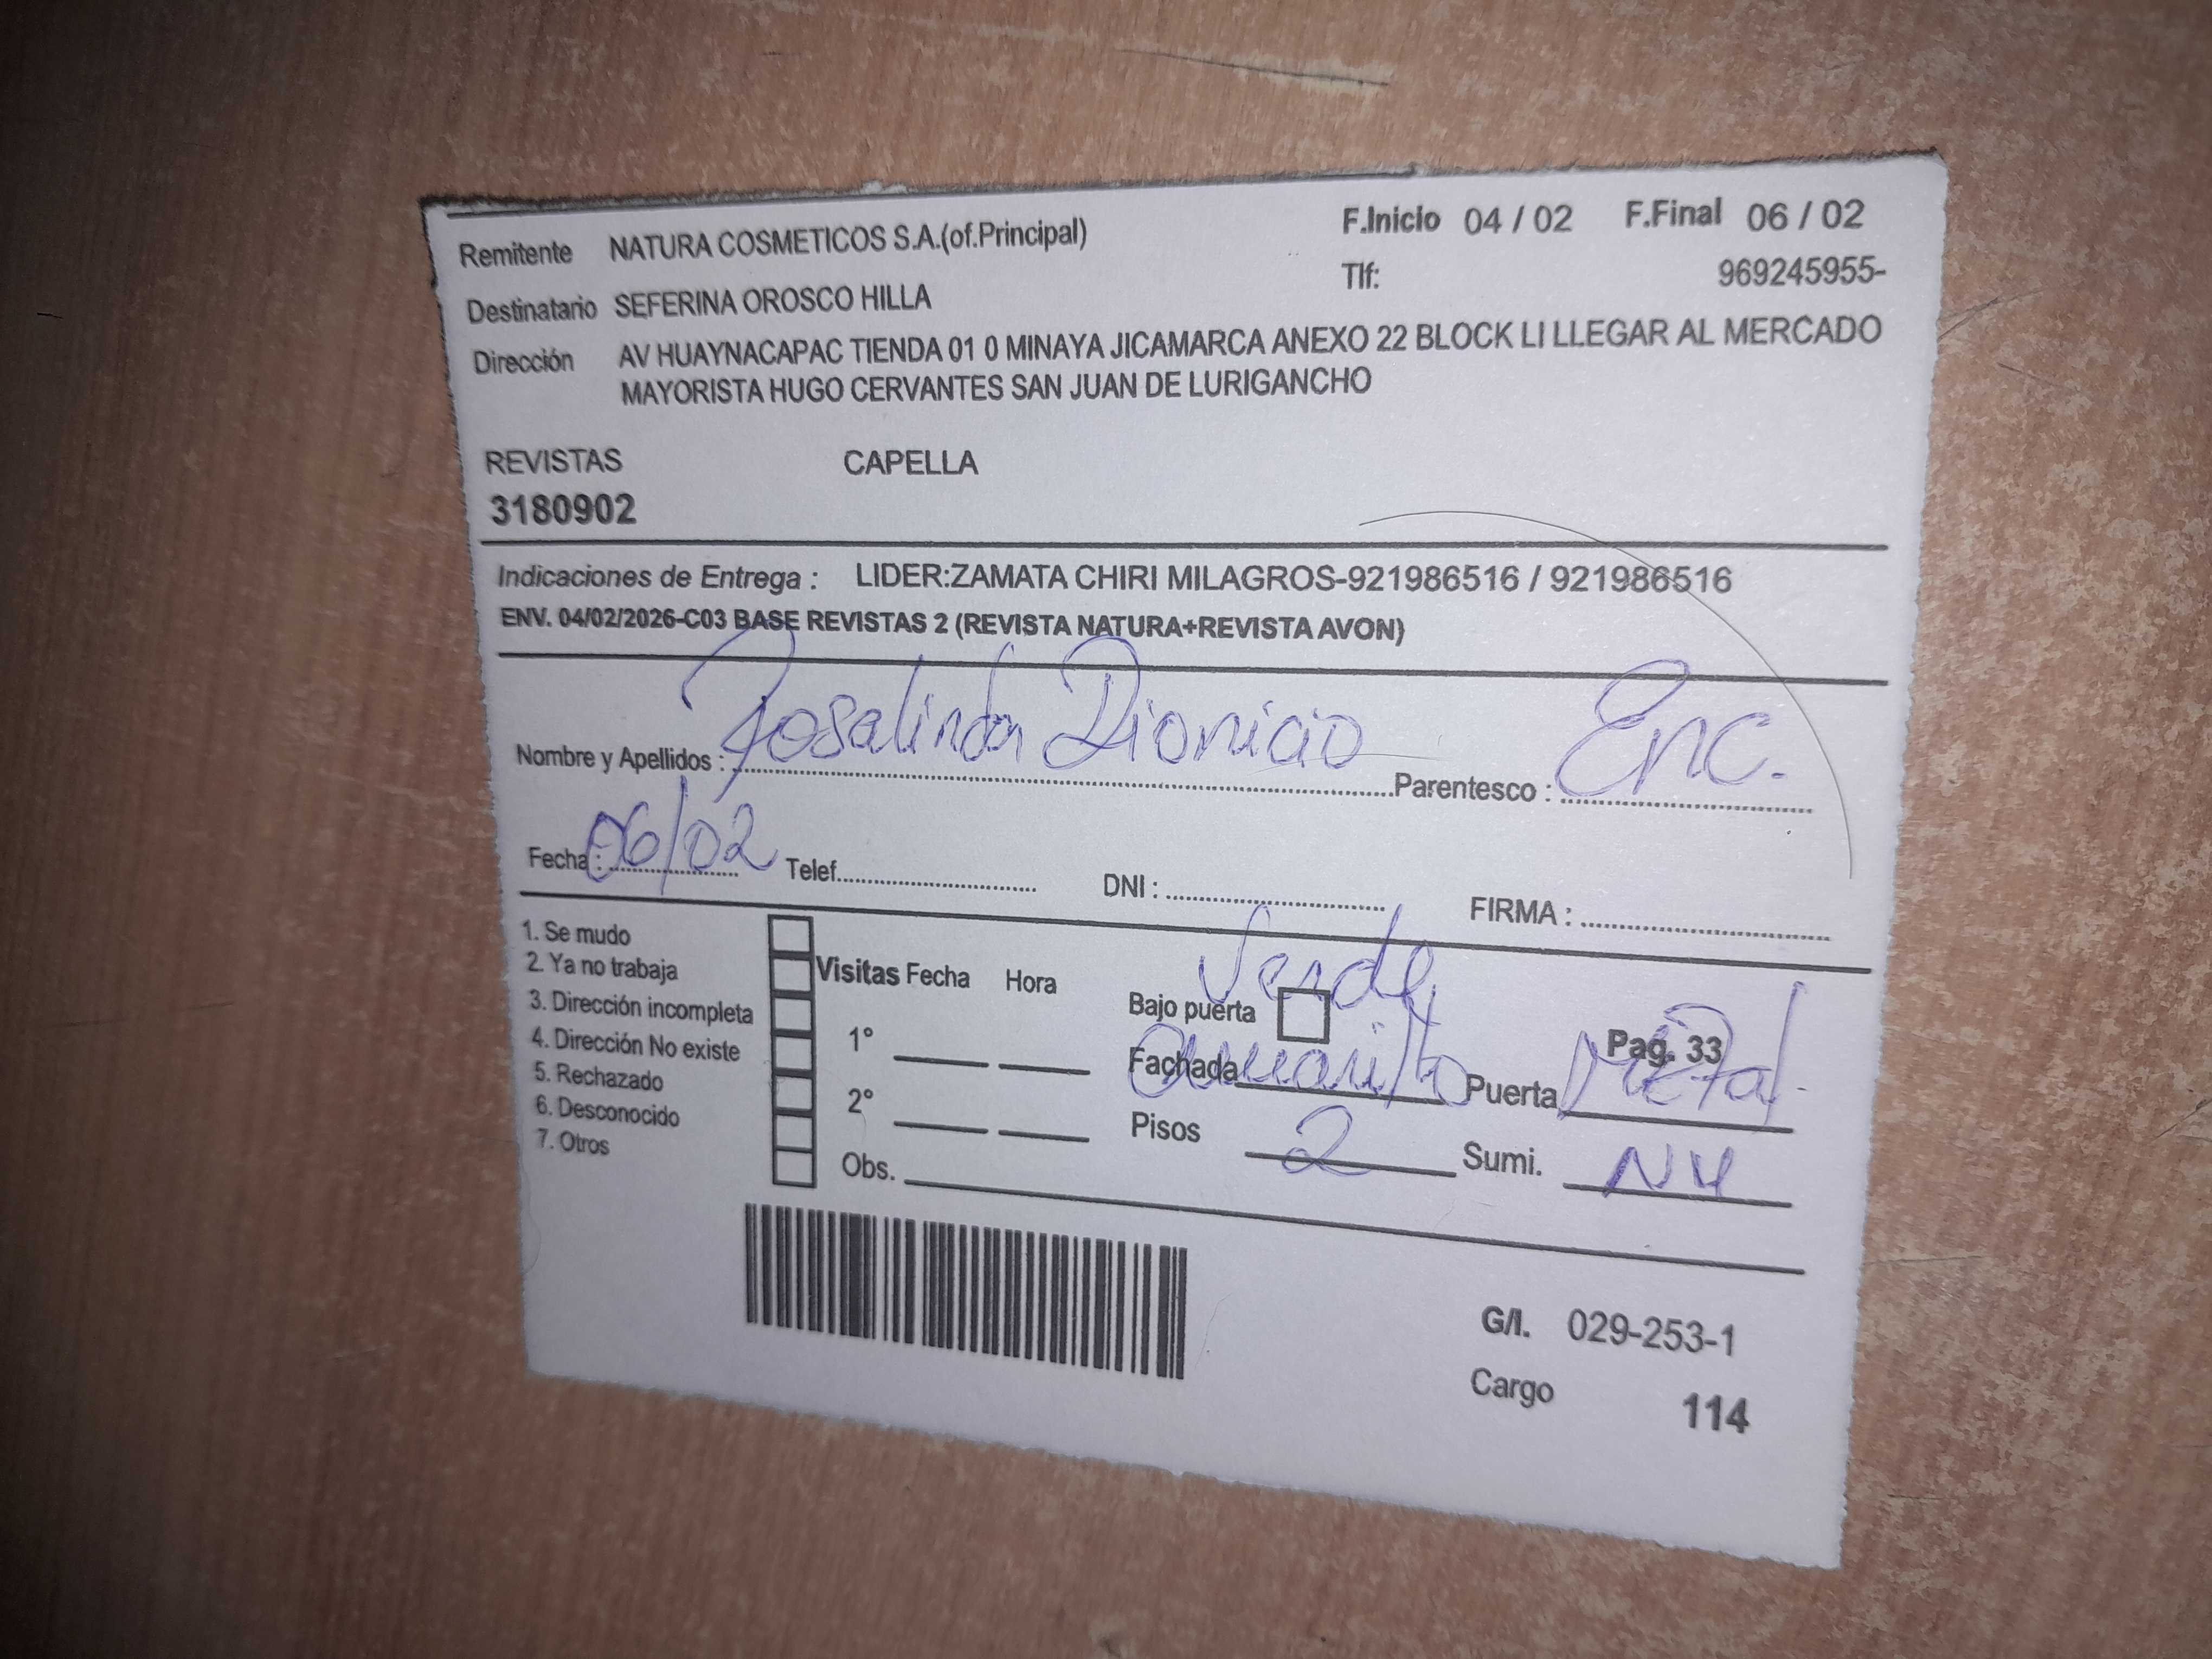 Remitente NATURA COSMETICOS S.A.(of.Principal) F.Inicio 04 / 02 F.Final 06 / 02
Destinatario SEFERINA OROSCO HILLA Tlf: 969245955-
Dirección AV HUAYNACAPAC TIENDA 01 0 MINAYA JICAMARCA ANEXO 22 BLOCK LI LLEGAR AL MERCADO
MAYORISTA HUGO CERVANTES SAN JUAN DE LURIGANCHO
REVISTAS CAPELLA
3180902
Indicaciones de Entrega : LIDER:ZAMATA CHIRI MILAGROS-921986516 / 921986516
ENV. 04/02/2026-C03 BASE REVISTAS 2 (REVISTA NATURA+REVISTA AVON)
Nombre y Apellidos : Rosalinda Dionicio Parentesco : Enc.
Fecha : 06/02 Telef. DNI : FIRMA :
1. Se mudo
2. Ya no trabaja
3. Dirección incompleta
4. Dirección No existe
5. Rechazado
6. Desconocido
7. Otros
Visitas Fecha Hora
1°
2°
Obs.
Verde
Bajo puerta Pag. 33
Fachada amarillo Puerta Metal
Pisos 2 Sumi. N4
G/I. 029-253-1
Cargo 114